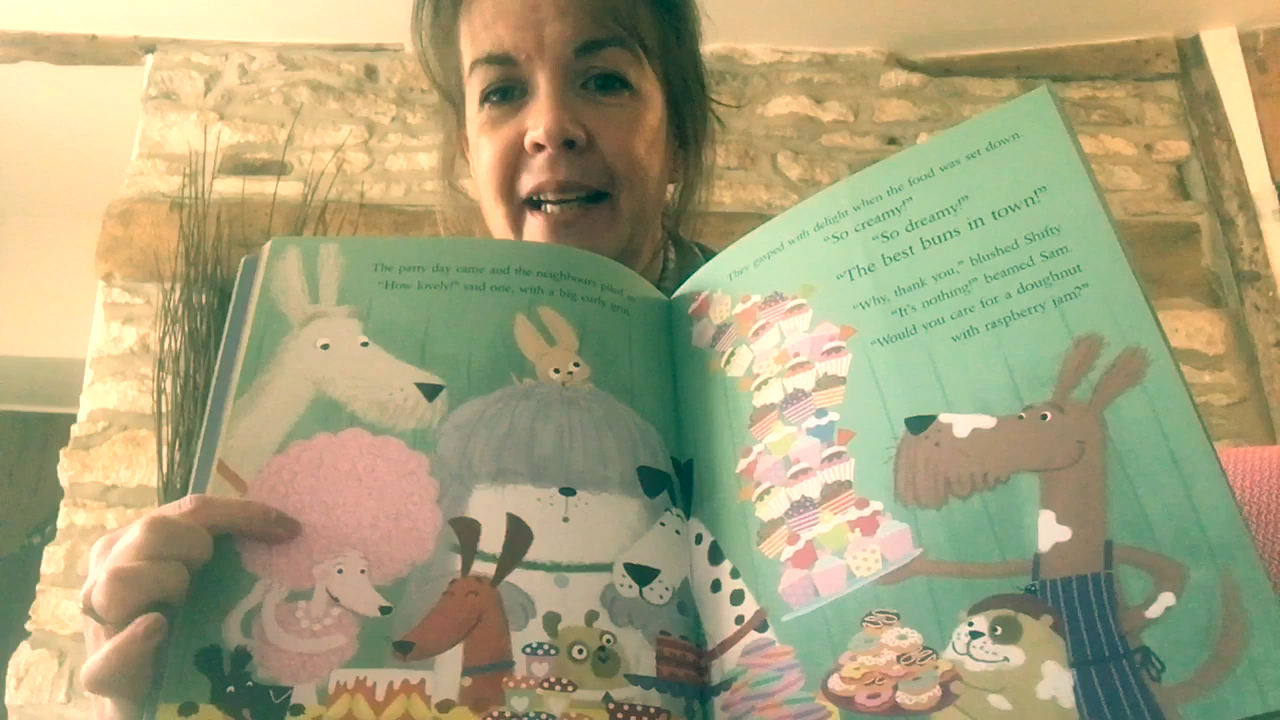 The party day came and the neighbours piled in.
"How lovely!" said one, with a big curly grin.
They gasped with delight when the food was set down.
"So creamy!"
"So dreamy!"
"The best buns in town!"
"Why, thank you," blushed Shifty
"It's nothing!" beamed Sam.
"Would you care for a doughnut
with raspberry jam?"